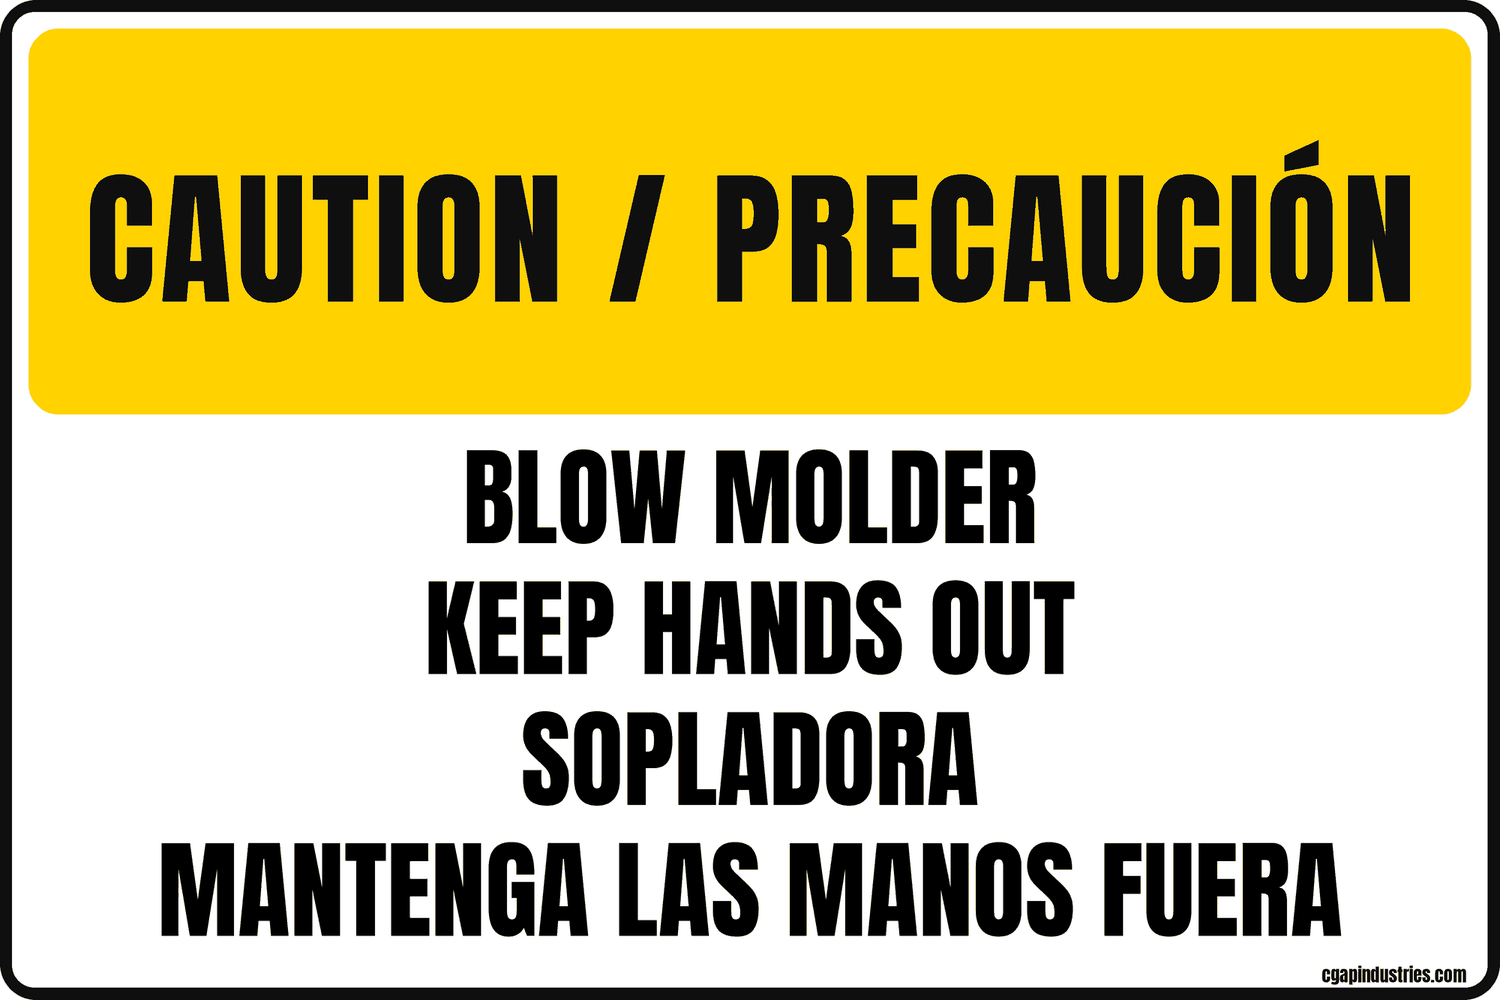 CAUTION / PRECAUCIÓN
BLOW MOLDER
KEEP HANDS OUT
SOPLADORA
MANTENGA LAS MANOS FUERA
cgapindustries.com